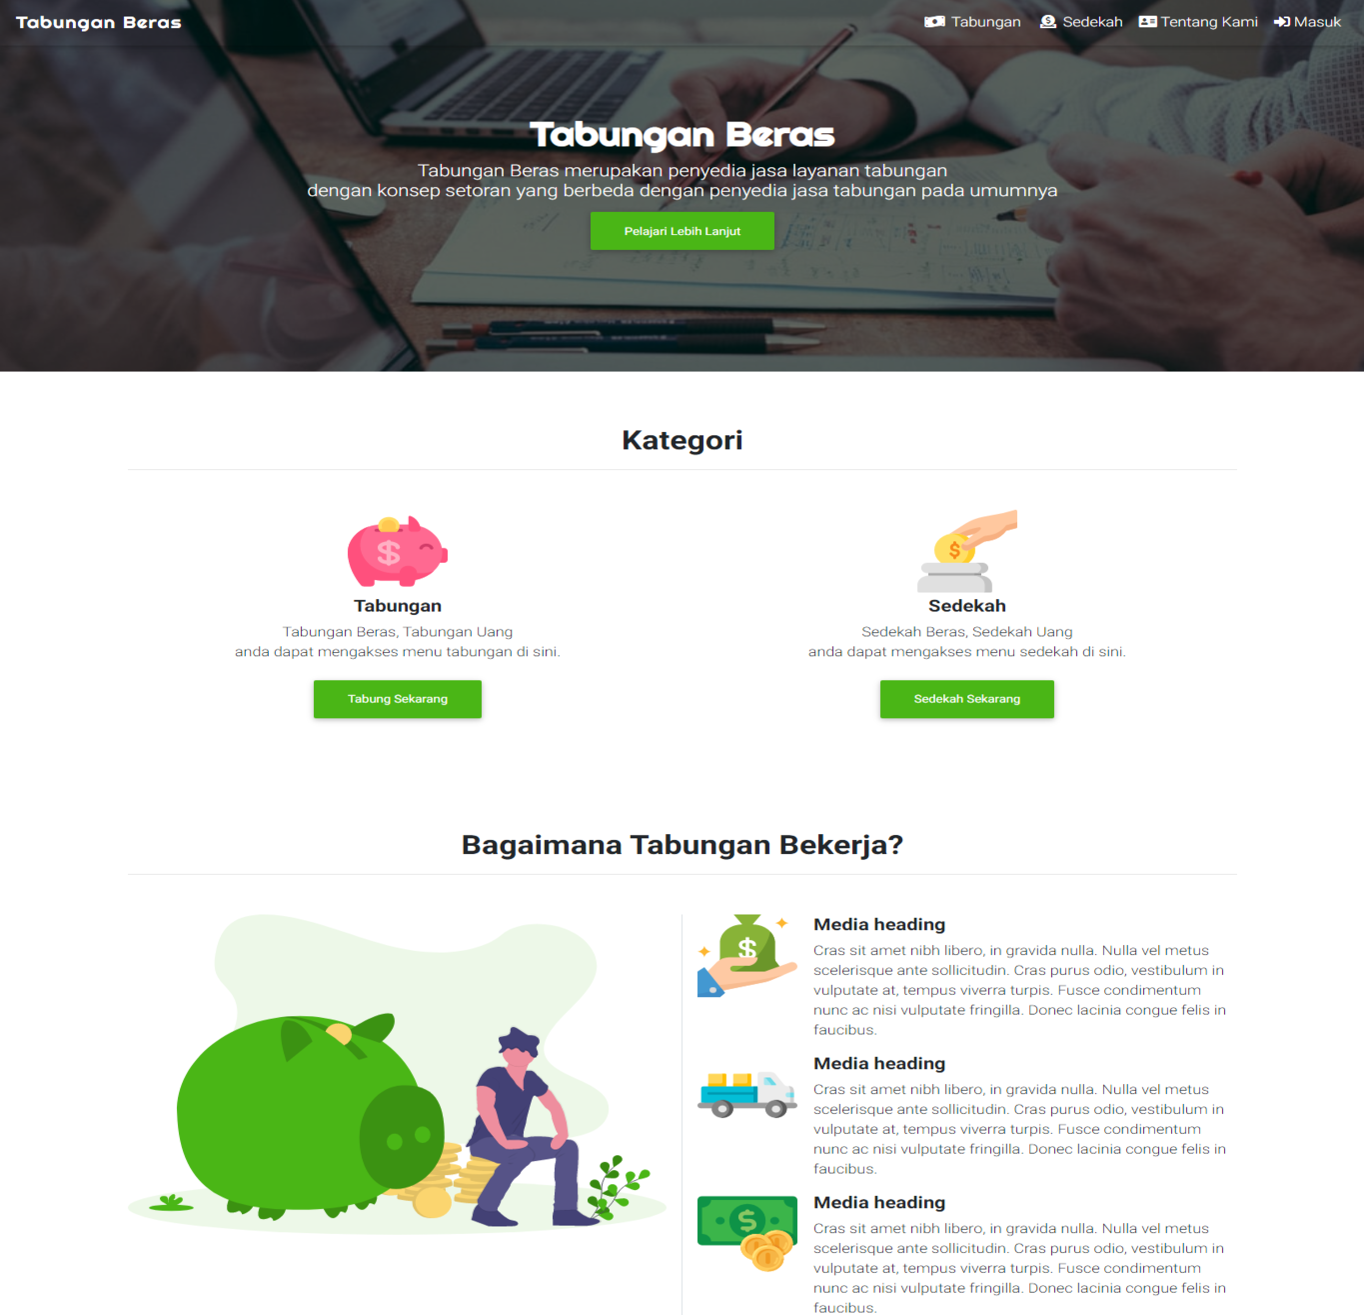 Tabungan Beras
Tabungan Sedekah Tentang Kami Masuk
Tabungan Beras
Tabungan Beras merupakan penyedia jasa layanan tabungan
dengan konsep setoran yang berbeda dengan penyedia jasa tabungan pada umumnya
Pelajari Lebih Lanjut
Kategori
$
Tabungan
Tabungan Beras, Tabungan Uang
anda dapat mengakses menu tabungan di sini.
Tabung Sekarang
$
Sedekah
Sedekah Beras, Sedekah Uang
anda dapat mengakses menu sedekah di sini.
Sedekah Sekarang
Bagaimana Tabungan Bekerja?
$
Media heading
Cras sit amet nibh libero, in gravida nulla. Nulla vel metus
scelerisque ante sollicitudin. Cras purus odio, vestibulum in
vulputate at, tempus viverra turpis. Fusce condimentum
nunc ac nisi vulputate fringilla. Donec lacinia congue felis in
faucibus.
Media heading
Cras sit amet nibh libero, in gravida nulla. Nulla vel metus
scelerisque ante sollicitudin. Cras purus odio, vestibulum in
vulputate at, tempus viverra turpis. Fusce condimentum
nunc ac nisi vulputate fringilla. Donec lacinia congue felis in
faucibus.
$
Media heading
Cras sit amet nibh libero, in gravida nulla. Nulla vel metus
scelerisque ante sollicitudin. Cras purus odio, vestibulum in
vulputate at, tempus viverra turpis. Fusce condimentum
nunc ac nisi vulputate fringilla. Donec lacinia congue felis in
faucibus.